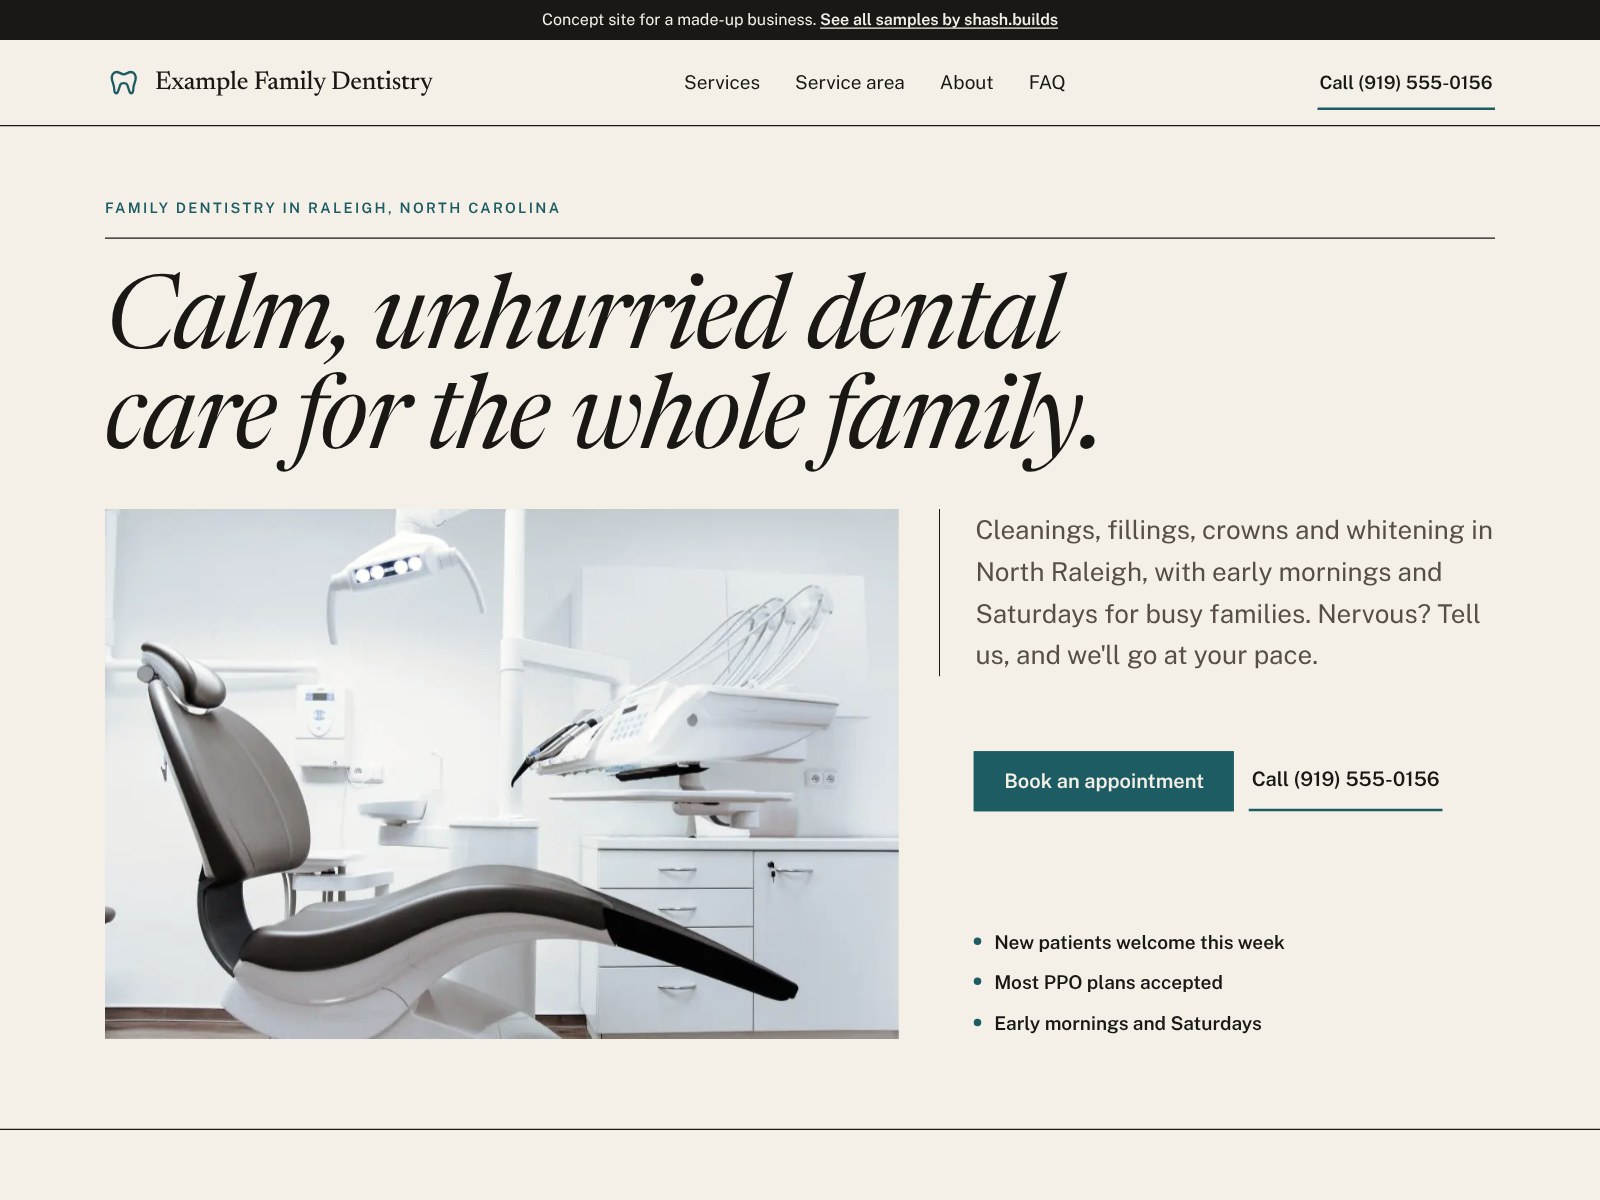 Concept site for a made-up business. See all samples by shash.builds
Example Family Dentistry
Services
Service area
About
FAQ
Call (919) 555-0156
FAMILY DENTISTRY IN RALEIGH, NORTH CAROLINA
Calm, unhurried dental
care for the whole family.
Cleanings, fillings, crowns and whitening in
North Raleigh, with early mornings and
Saturdays for busy families. Nervous? Tell
us, and we'll go at your pace.
Book an appointment
Call (919) 555-0156
New patients welcome this week
Most PPO plans accepted
Early mornings and Saturdays